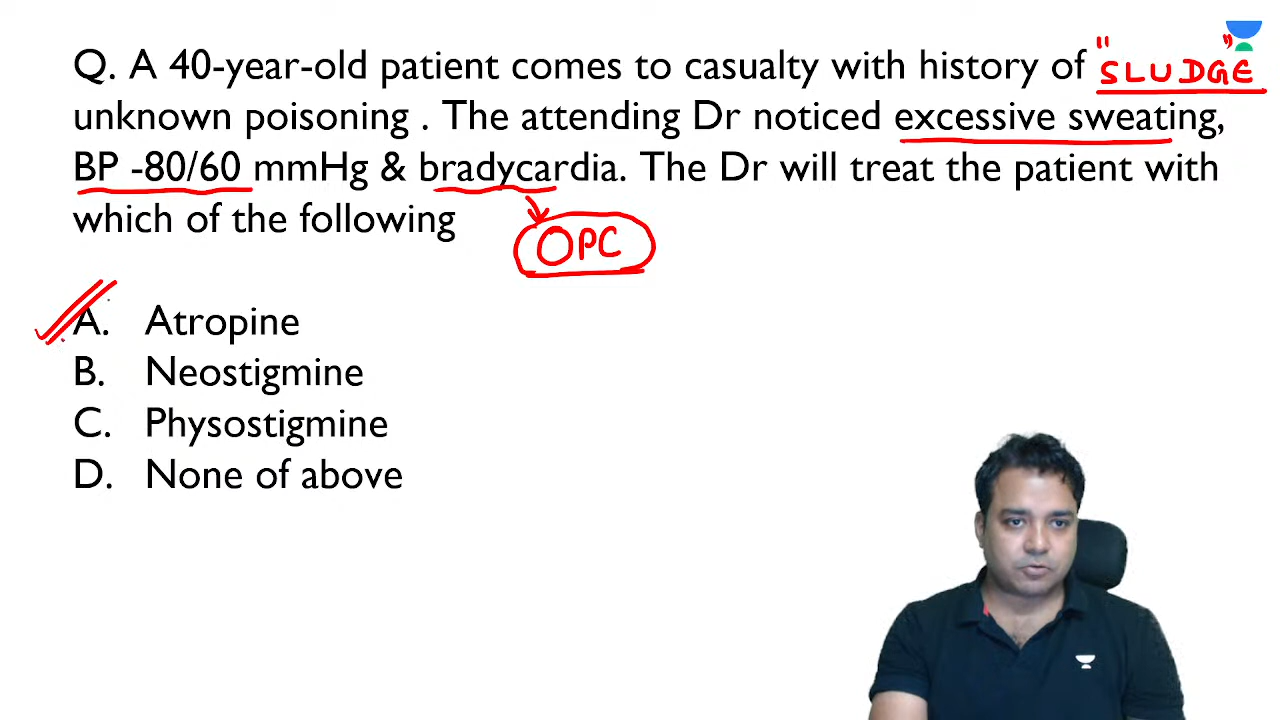 Q. A 40-year-old patient comes to casualty with history of "SLUDGE"
unknown poisoning . The attending Dr noticed excessive sweating,
BP -80/60 mmHg & bradycardia. The Dr will treat the patient with
which of the following
OPC
A. Atropine
B. Neostigmine
C. Physostigmine
D. None of above